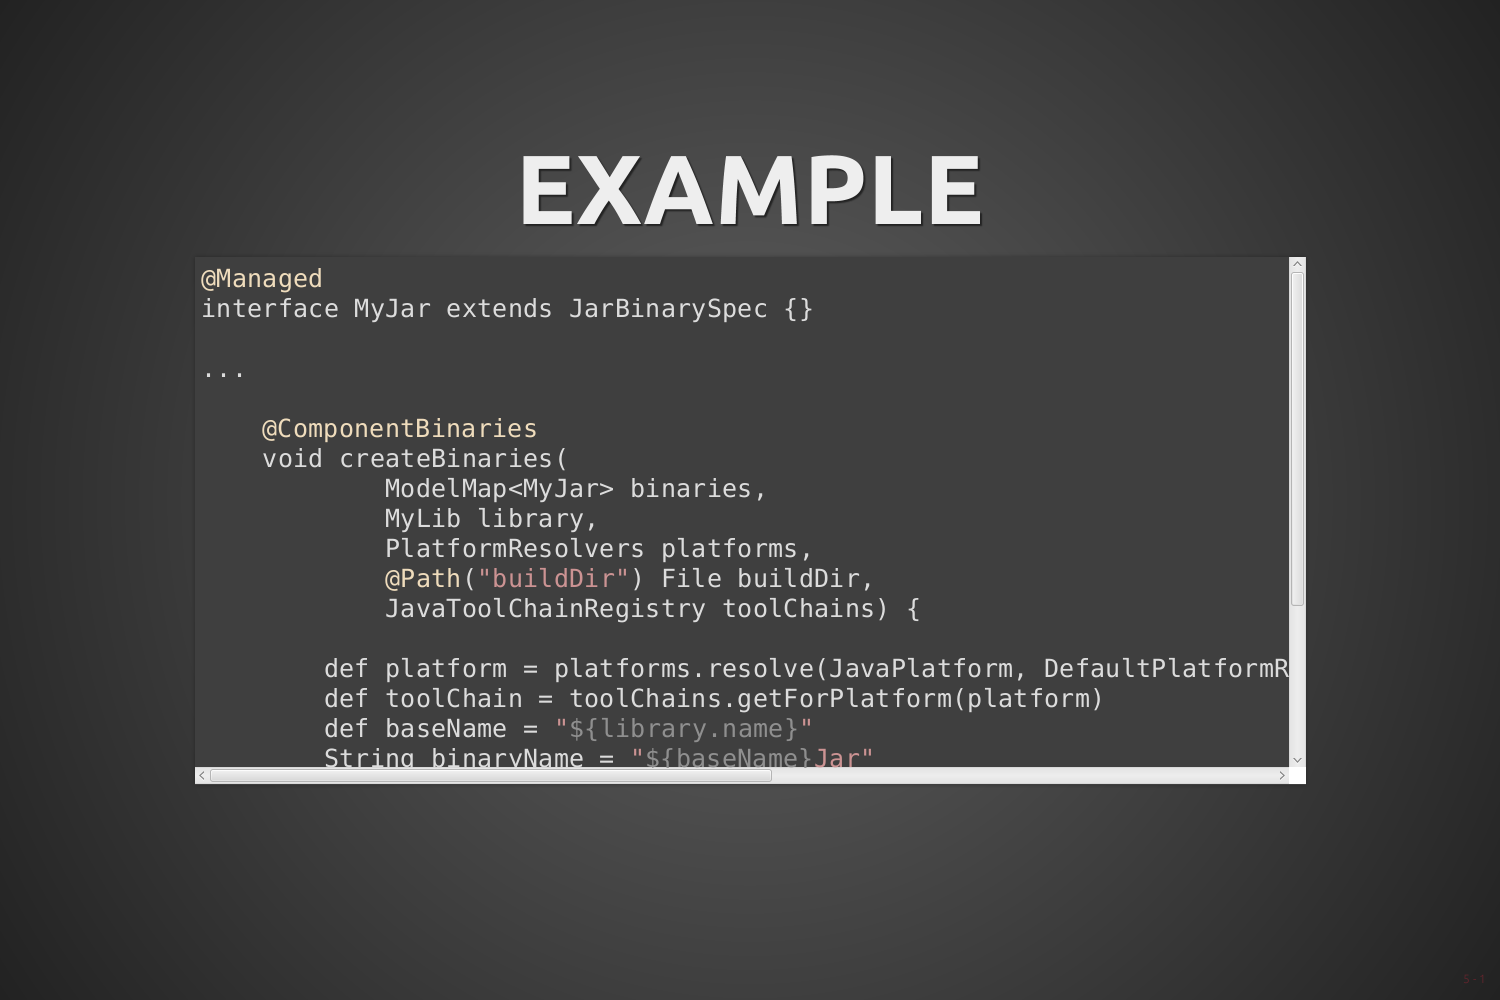 EXAMPLE
@Managed
interface MyJar extends JarBinarySpec {}
...
    @ComponentBinaries
    void createBinaries(
            ModelMap<MyJar> binaries,
            MyLib library,
            PlatformResolvers platforms,
            @Path("buildDir") File buildDir,
            JavaToolChainRegistry toolChains) {
        def platform = platforms.resolve(JavaPlatform, DefaultPlatformR
        def toolChain = toolChains.getForPlatform(platform)
        def baseName = "${library.name}"
        String binaryName = "${baseName}Jar"
5-1